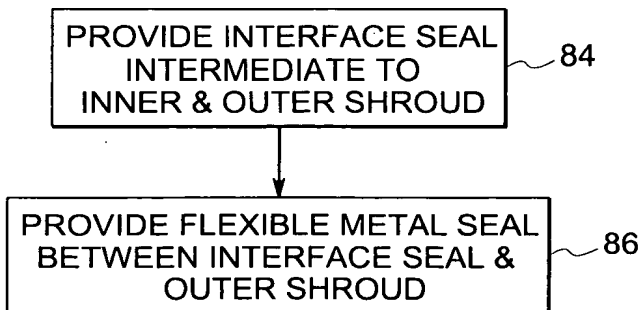 PROVIDE INTERFACE SEAL
INTERMEDIATE TO
INNER & OUTER SHROUD
84
PROVIDE FLEXIBLE METAL SEAL
BETWEEN INTERFACE SEAL &
OUTER SHROUD
86